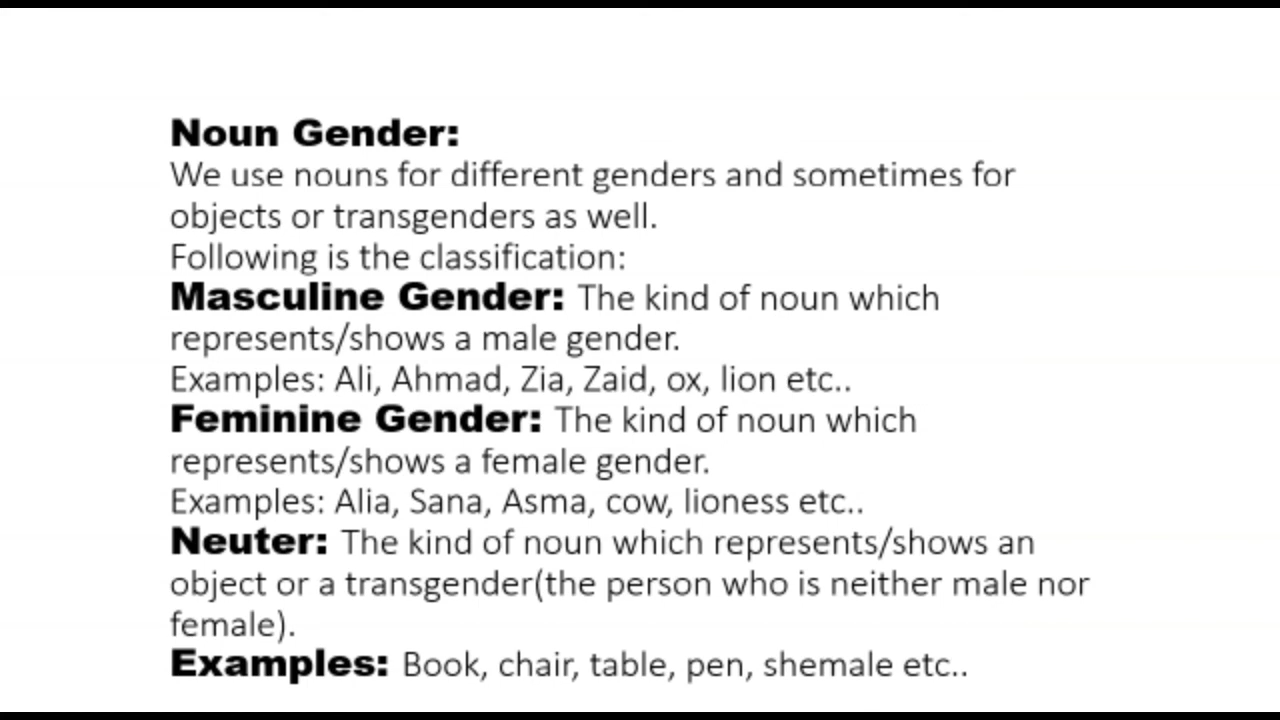 Noun Gender:
We use nouns for different genders and sometimes for
objects or transgenders as well.
Following is the classification:
Masculine Gender: The kind of noun which
represents/shows a male gender.
Examples: Ali, Ahmad, Zia, Zaid, ox, lion etc..
Feminine Gender: The kind of noun which
represents/shows a female gender.
Examples: Alia, Sana, Asma, cow, lioness etc..
Neuter: The kind of noun which represents/shows an
object or a transgender(the person who is neither male nor
female).
Examples: Book, chair, table, pen, shemale etc..